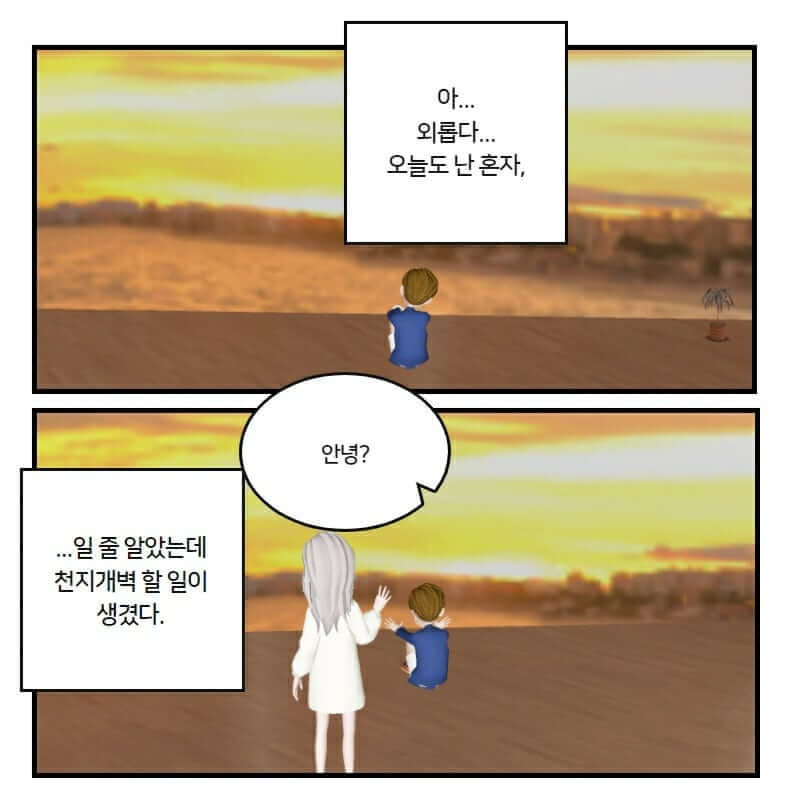 아...
외롭다...
오늘도 난 혼자,
안녕?
...일 줄 알았는데
천지개벽 할 일이
생겼다.